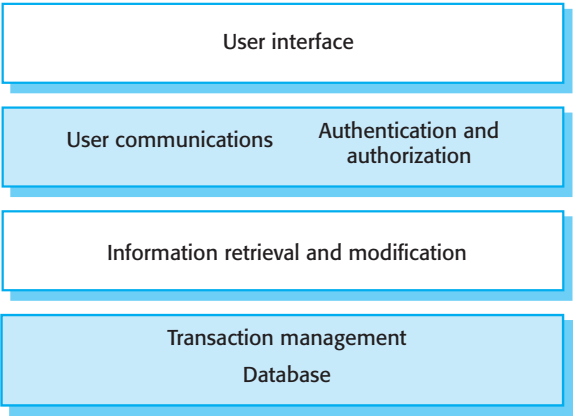 User interface
User communications
Authentication and
authorization
Information retrieval and modification
Transaction management
Database